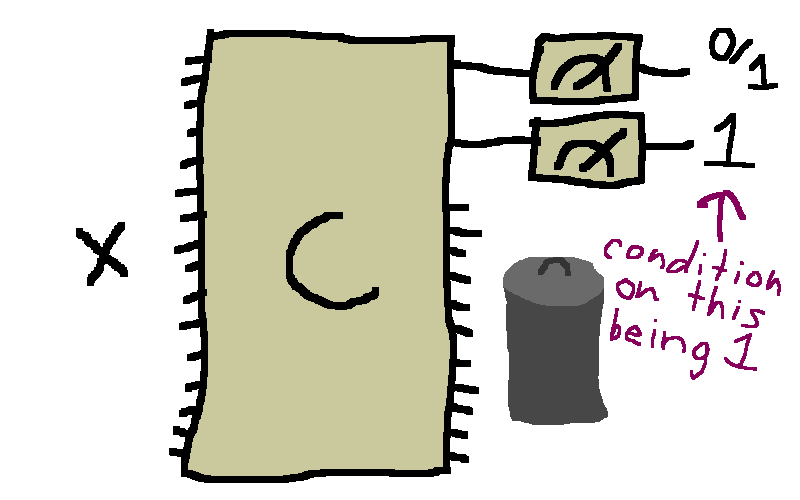 0/1
1
X
C
condition
on this
being 1